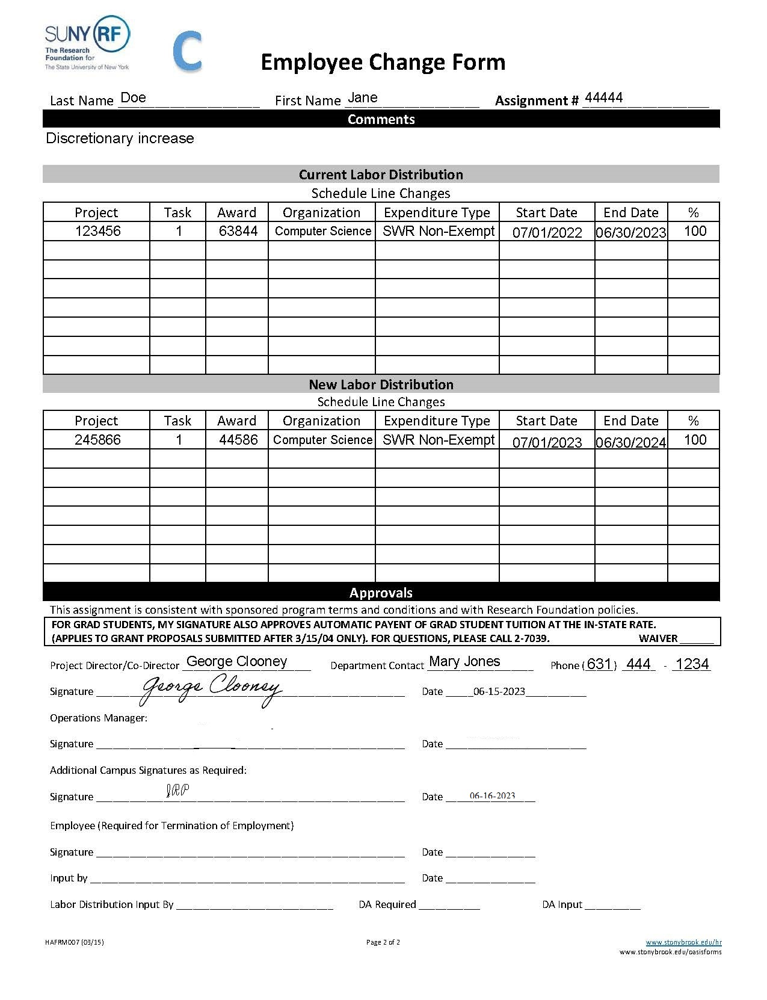 SUNY RF
The Research
Foundation for
The State University of New York
C
Employee Change Form
Last Name Doe First Name Jane Assignment # 44444
Comments
Discretionary increase
Current Labor Distribution
Schedule Line Changes
Project Task Award Organization Expenditure Type Start Date End Date %
123456 1 63844 Computer Science SWR Non-Exempt 07/01/2022 06/30/2023 100
New Labor Distribution
Schedule Line Changes
Project Task Award Organization Expenditure Type Start Date End Date %
245866 1 44586 Computer Science SWR Non-Exempt 07/01/2023 06/30/2024 100
Approvals
This assignment is consistent with sponsored program terms and conditions and with Research Foundation policies.
FOR GRAD STUDENTS, MY SIGNATURE ALSO APPROVES AUTOMATIC PAYENT OF GRAD STUDENT TUITION AT THE IN-STATE RATE.
(APPLIES TO GRANT PROPOSALS SUBMITTED AFTER 3/15/04 ONLY). FOR QUESTIONS, PLEASE CALL 2-7039. WAIVER ______
Project Director/Co-Director George Clooney Department Contact Mary Jones Phone (631) 444 - 1234
Signature George Clooney Date 06-15-2023
Operations Manager:
Signature ______ Date ______
Additional Campus Signatures as Required:
Signature JRP Date 06-16-2023
Employee (Required for Termination of Employment)
Signature ______ Date ______
Input by ______ Date ______
Labor Distribution Input By ______ DA Required ______ DA Input ______
HAFRM007 (03/15) Page 2 of 2 www.stonybrook.edu/hr
www.stonybrook.edu/oasisforms